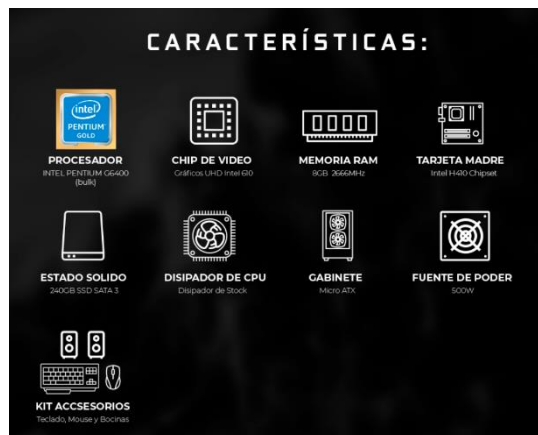 CARACTERÍSTICAS:
intel
PENTIUM
GOLD
PROCESADOR
INTEL PENTIUM G6400
(bulk)
CHIP DE VIDEO
Gráficos UHD Intel 610
MEMORIA RAM
8GB 2666MHz
TARJETA MADRE
Intel H410 Chipset
ESTADO SOLIDO
240GB SSD SATA 3
DISIPADOR DE CPU
Disipador de Stock
GABINETE
Micro ATX
FUENTE DE PODER
500W
KIT ACCSESORIOS
Teclado, Mouse y Bocinas